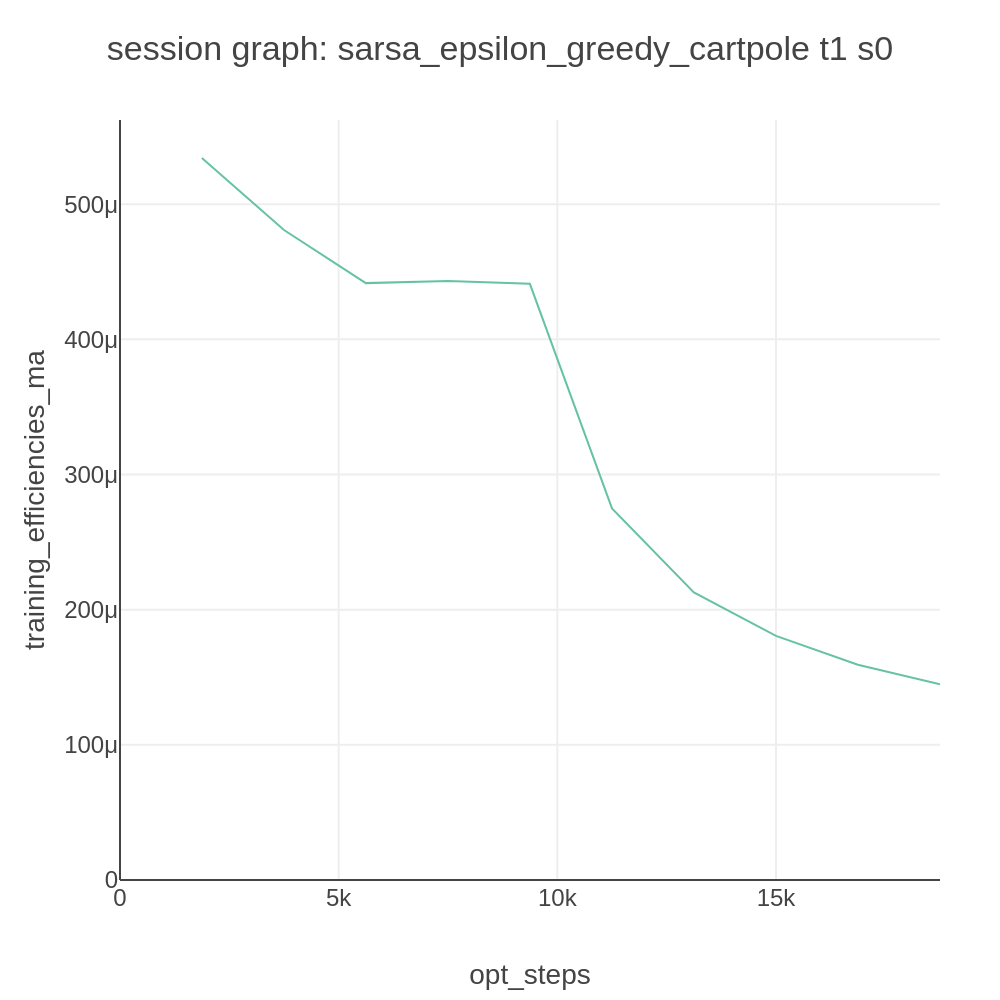 session graph: sarsa_epsilon_greedy_cartpole t1 s0
training_efficiencies_ma
500μ
400μ
300μ
200μ
100μ
0
0 5k 10k 15k
opt_steps